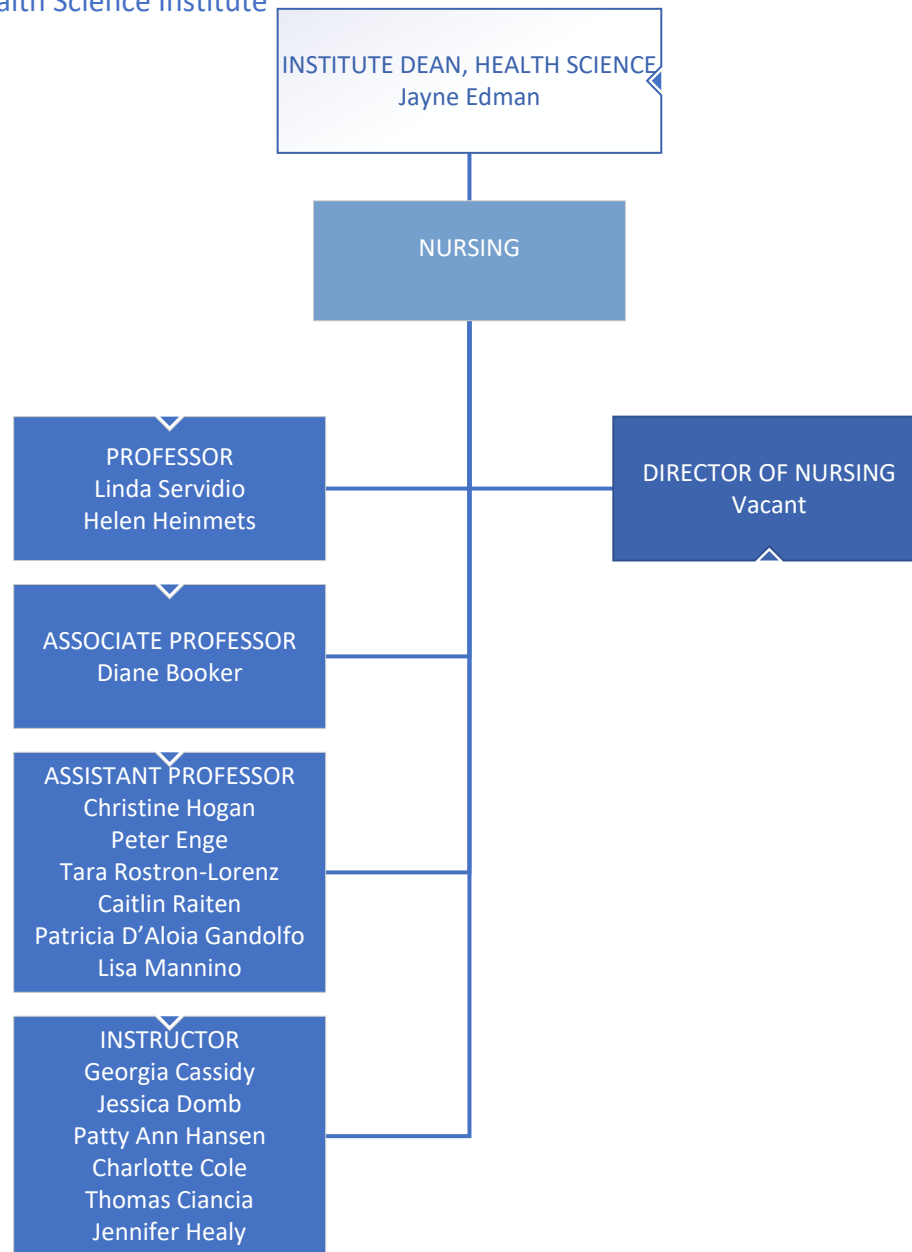 Science Institute
INSTITUTE DEAN, HEALTH SCIENCE
Jayne Edman
NURSING
PROFESSOR
Linda Servidio
Helen Heinmets
DIRECTOR OF NURSING
Vacant
ASSOCIATE PROFESSOR
Diane Booker
ASSISTANT PROFESSOR
Christine Hogan
Peter Enge
Tara Rostron-Lorenz
Caitlin Raiten
Patricia D’Aloia Gandolfo
Lisa Mannino
INSTRUCTOR
Georgia Cassidy
Jessica Domb
Patty Ann Hansen
Charlotte Cole
Thomas Ciancia
Jennifer Healy